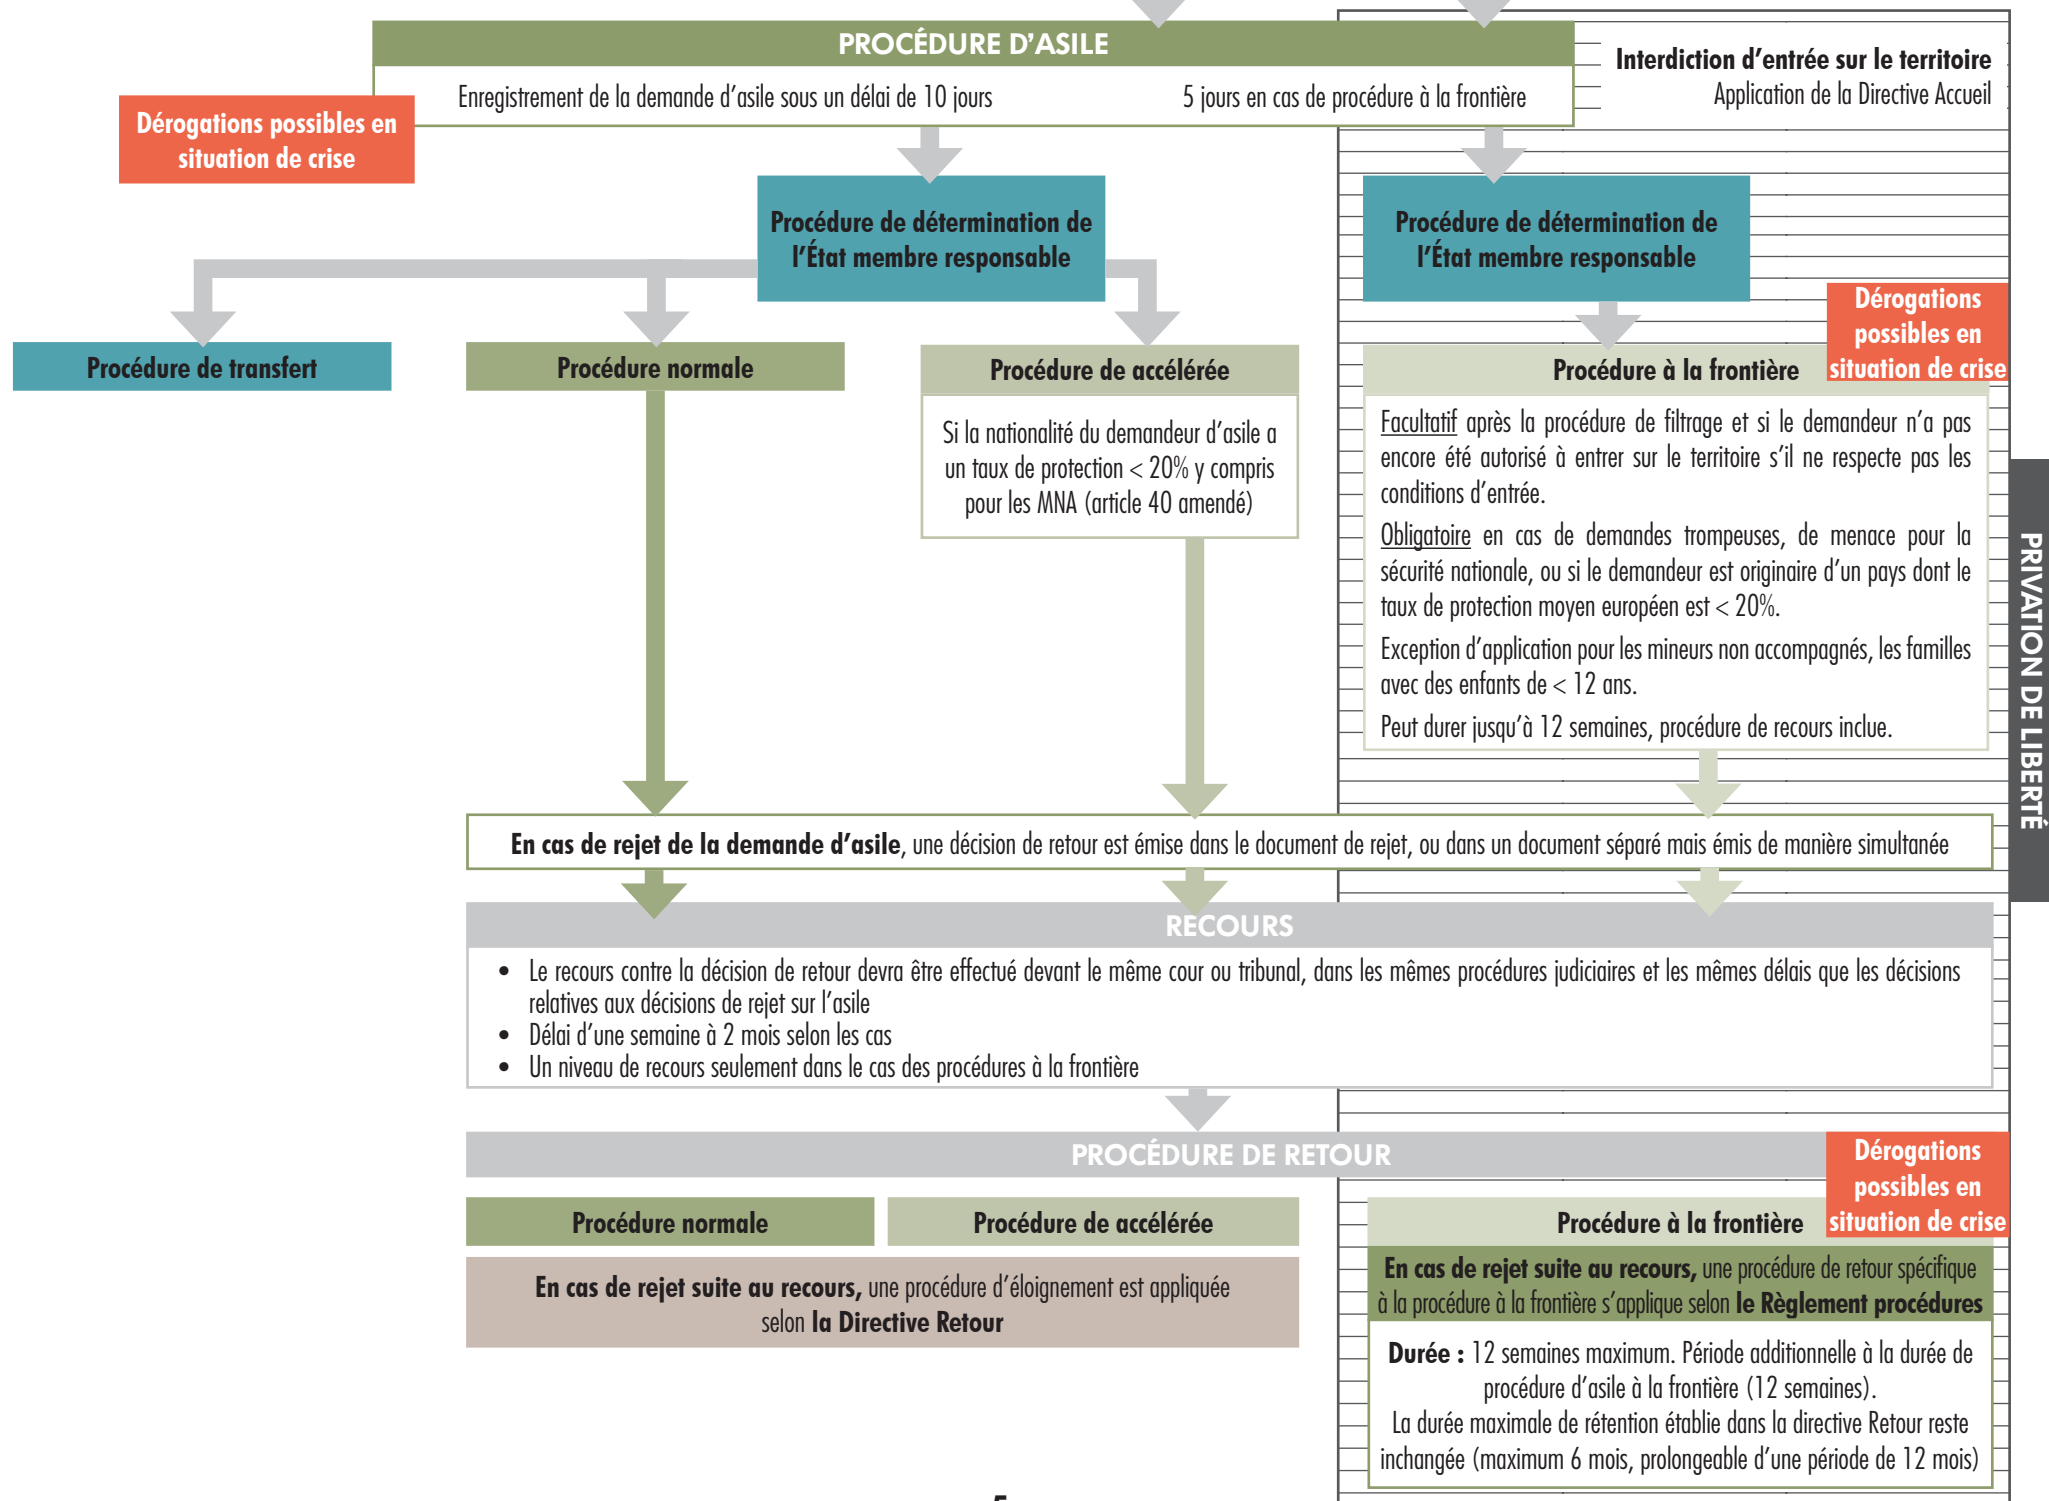 PROCÉDURE D'ASILE
Enregistrement de la demande d'asile sous un délai de 10 jours
5 jours en cas de procédure à la frontière
Interdiction d'entrée sur le territoire
Application de la Directive Accueil
Dérogations possibles en
situation de crise
Procédure de détermination de
l'État membre responsable
Procédure de détermination de
l'État membre responsable
Dérogations
possibles en
situation de crise
Procédure de transfert
Procédure normale
Procédure de accélérée
Si la nationalité du demandeur d'asile a
un taux de protection < 20% y compris
pour les MNA (article 40 amendé)
Procédure à la frontière
Facultatif après la procédure de filtrage et si le demandeur n'a pas
encore été autorisé à entrer sur le territoire s'il ne respecte pas les
conditions d'entrée.
Obligatoire en cas de demandes trompeuses, de menace pour la
sécurité nationale, ou si le demandeur est originaire d'un pays dont le
taux de protection moyen européen est < 20%.
Exception d'application pour les mineurs non accompagnés, les familles
avec des enfants de < 12 ans.
Peut durer jusqu'à 12 semaines, procédure de recours inclue.
PRIVATION DE LIBERTÉ
En cas de rejet de la demande d'asile, une décision de retour est émise dans le document de rejet, ou dans un document séparé mais émis de manière simultanée
RECOURS
• Le recours contre la décision de retour devra être effectué devant le même cour ou tribunal, dans les mêmes procédures judiciaires et les mêmes délais que les décisions
relatives aux décisions de rejet sur l'asile
• Délai d'une semaine à 2 mois selon les cas
• Un niveau de recours seulement dans le cas des procédures à la frontière
PROCÉDURE DE RETOUR
Dérogations
possibles en
situation de crise
Procédure normale
Procédure de accélérée
En cas de rejet suite au recours, une procédure d'éloignement est appliquée
selon la Directive Retour
Procédure à la frontière
En cas de rejet suite au recours, une procédure de retour spécifique
à la procédure à la frontière s'applique selon le Règlement procédures
Durée : 12 semaines maximum. Période additionnelle à la durée de
procédure d'asile à la frontière (12 semaines).
La durée maximale de rétention établie dans la directive Retour reste
inchangée (maximum 6 mois, prolongeable d'une période de 12 mois)